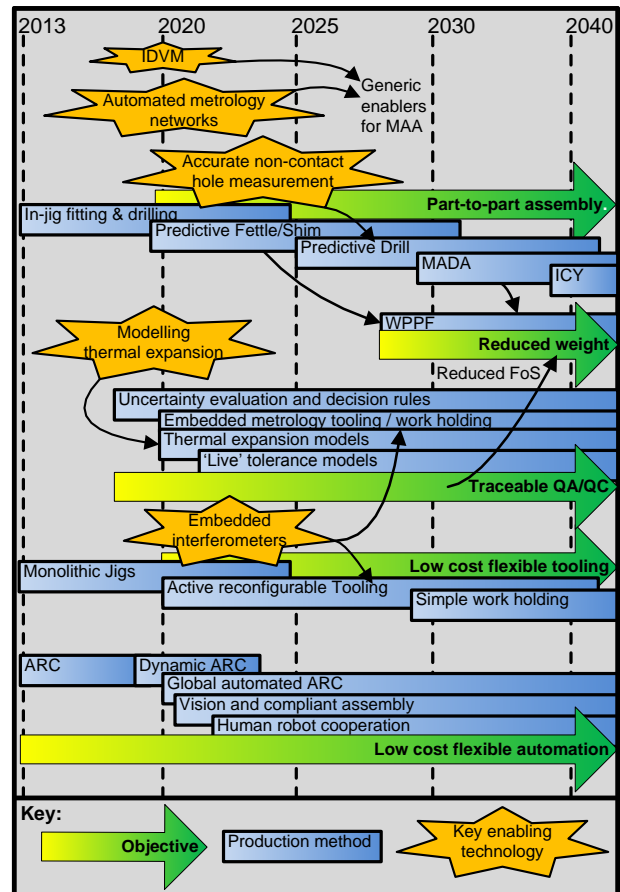 2013 2020 2025 2030 2040
IDVM
Automated metrology
networks
Generic
enablers
for MAA
Accurate non-contact
hole measurement
Part-to-part assembly.
In-jig fitting & drilling
Predictive Fettle/Shim
Predictive Drill
MADA
ICY
WPPF
Modelling
thermal expansion
Reduced weight
Reduced FoS
Uncertainty evaluation and decision rules
Embedded metrology tooling / work holding
Thermal expansion models
‘Live’ tolerance models
Traceable QA/QC
Embedded
interferometers
Low cost flexible tooling
Monolithic Jigs
Active reconfigurable Tooling
Simple work holding
ARC
Dynamic ARC
Global automated ARC
Vision and compliant assembly
Human robot cooperation
Low cost flexible automation
Key:
Objective
Production method
Key enabling
technology